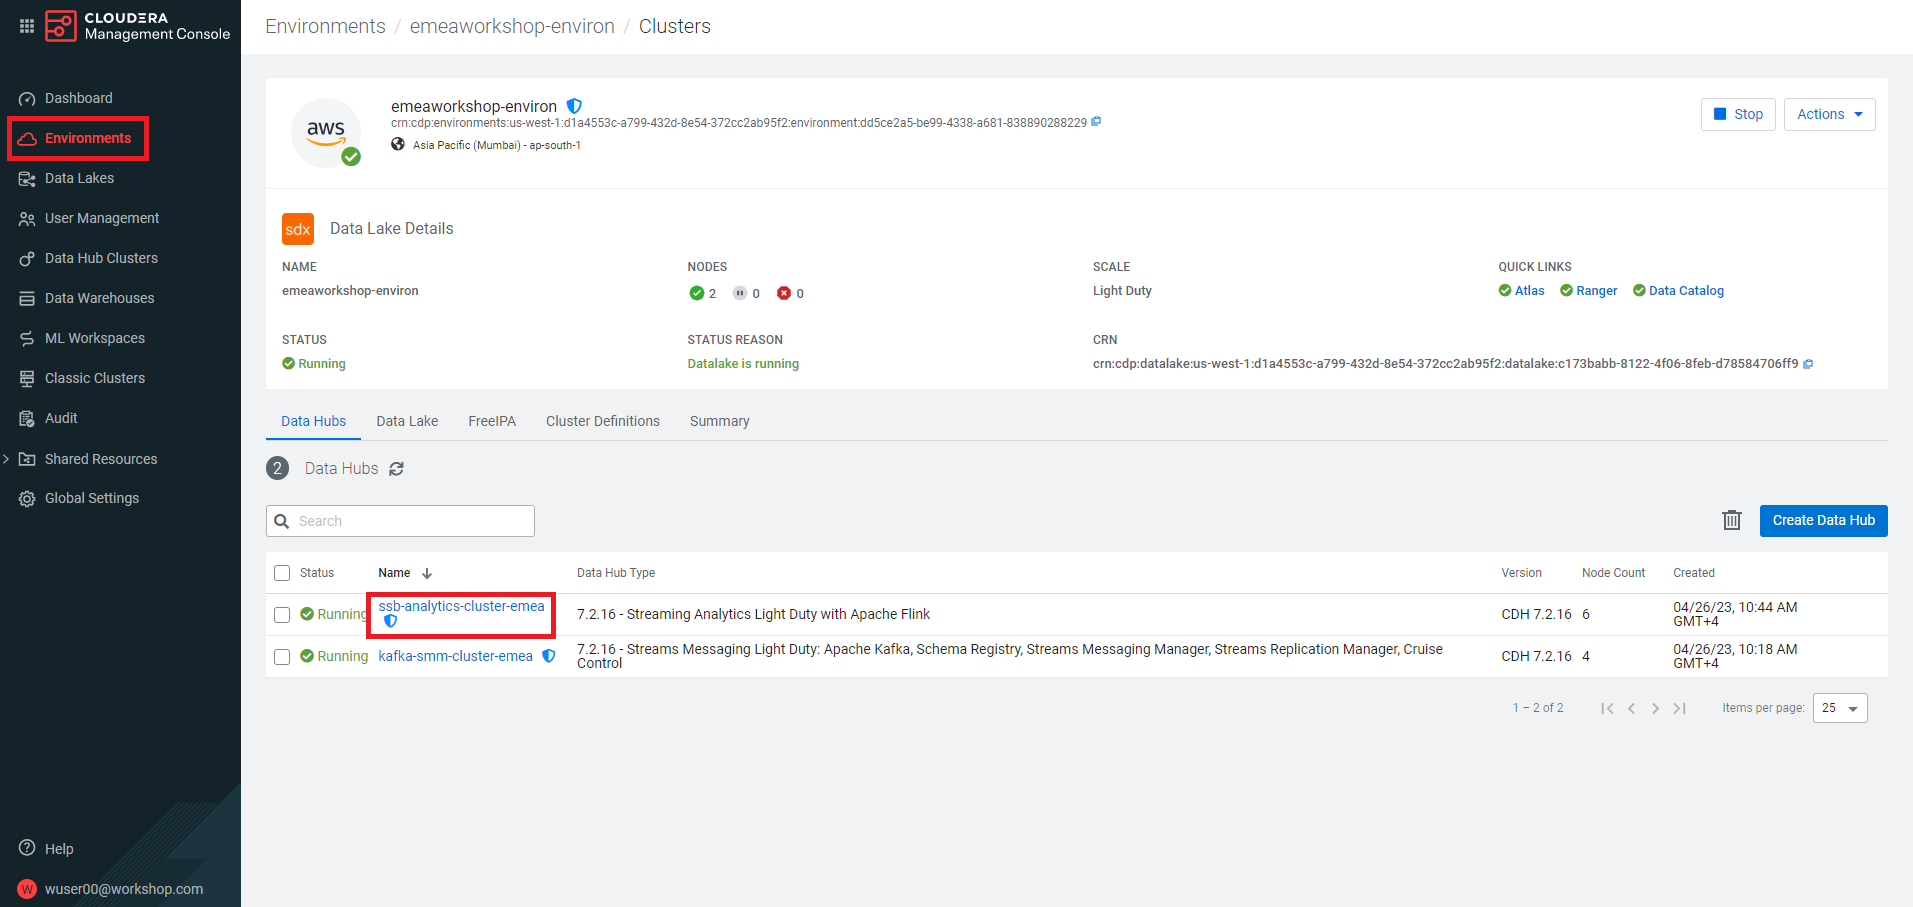 CLOUDERA
Management Console
Environments / emeaworkshop-environ / Clusters
Dashboard
Environments
Data Lakes
User Management
Data Hub Clusters
Data Warehouses
ML Workspaces
Classic Clusters
Audit
Shared Resources
Global Settings
Help
W wuser00@workshop.com
aws
emeaworkshop-environ
crn:cdp:environments:us-west-1:d1a4553c-a799-432d-8e54-372cc2ab95f2:environment:dd5ce2a5-be99-4338-a681-838890288229
Asia Pacific (Mumbai) - ap-south-1
Stop
Actions
sdx Data Lake Details
NAME
emeaworkshop-environ
NODES
2 0 0
SCALE
Light Duty
QUICK LINKS
Atlas Ranger Data Catalog
STATUS
Running
STATUS REASON
Datalake is running
CRN
crn:cdp:datalake:us-west-1:d1a4553c-a799-432d-8e54-372cc2ab95f2:datalake:c173babb-8122-4f06-8feb-d78584706ff9
Data Hubs Data Lake FreeIPA Cluster Definitions Summary
2 Data Hubs
Search
Create Data Hub
Status Name Data Hub Type Version Node Count Created
Running ssb-analytics-cluster-emea 7.2.16 - Streaming Analytics Light Duty with Apache Flink CDH 7.2.16 6 04/26/23, 10:44 AM
GMT+4
Running kafka-smm-cluster-emea 7.2.16 - Streams Messaging Light Duty: Apache Kafka, Schema Registry, Streams Messaging Manager, Streams Replication Manager, Cruise
Control CDH 7.2.16 4 04/26/23, 10:18 AM
GMT+4
1 – 2 of 2
Items per page: 25